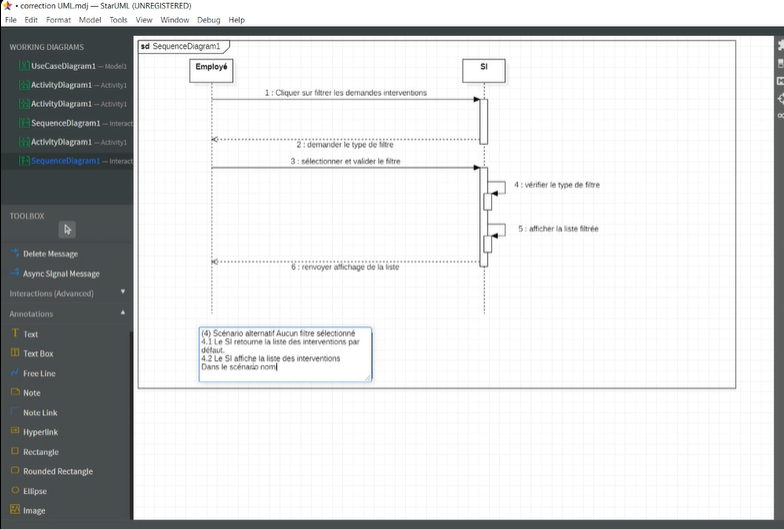 correction UML.mdj — StarUML (UNREGISTERED)
File Edit Format Model Tools View Window Debug Help
WORKING DIAGRAMS
UseCaseDiagram1 — Model1
ActivityDiagram1 — Activity1
ActivityDiagram1 — Activity1
SequenceDiagram1 — Interact
ActivityDiagram1 — Activity1
SequenceDiagram1 — Interact
TOOLBOX
Delete Message
Async Signal Message
Interactions (Advanced)
Annotations
Text
Text Box
Free Line
Note
Note Link
Hyperlink
Rectangle
Rounded Rectangle
Ellipse
Image
sd SequenceDiagram1
Employé
SI
1 : Cliquer sur filtrer les demandes interventions
2 : demander le type de filtre
3 : sélectionner et valider le filtre
4 : vérifier le type de filtre
5 : afficher la liste filtrée
6 : renvoyer affichage de la liste
(4) Scénario alternatif Aucun filtre sélectionné
4.1 Le SI retourne la liste des interventions par
défaut.
4.2 Le SI affiche la liste des interventions
Dans le scénario nom